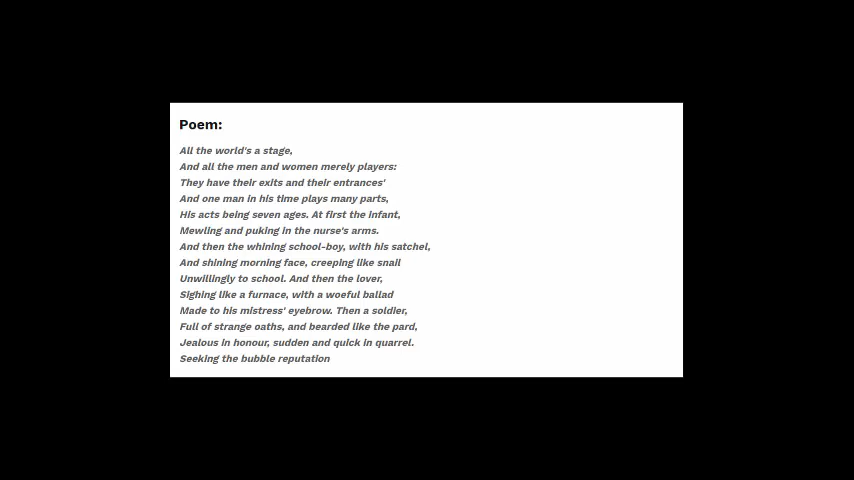 Poem:
All the world's a stage,
And all the men and women merely players:
They have their exits and their entrances'
And one man in his time plays many parts,
His acts being seven ages. At first the infant,
Mewling and puking in the nurse's arms.
And then the whining school-boy, with his satchel,
And shining morning face, creeping like snail
Unwillingly to school. And then the lover,
Sighing like a furnace, with a woeful ballad
Made to his mistress' eyebrow. Then a soldier,
Full of strange oaths, and bearded like the pard,
Jealous in honour, sudden and quick in quarrel.
Seeking the bubble reputation